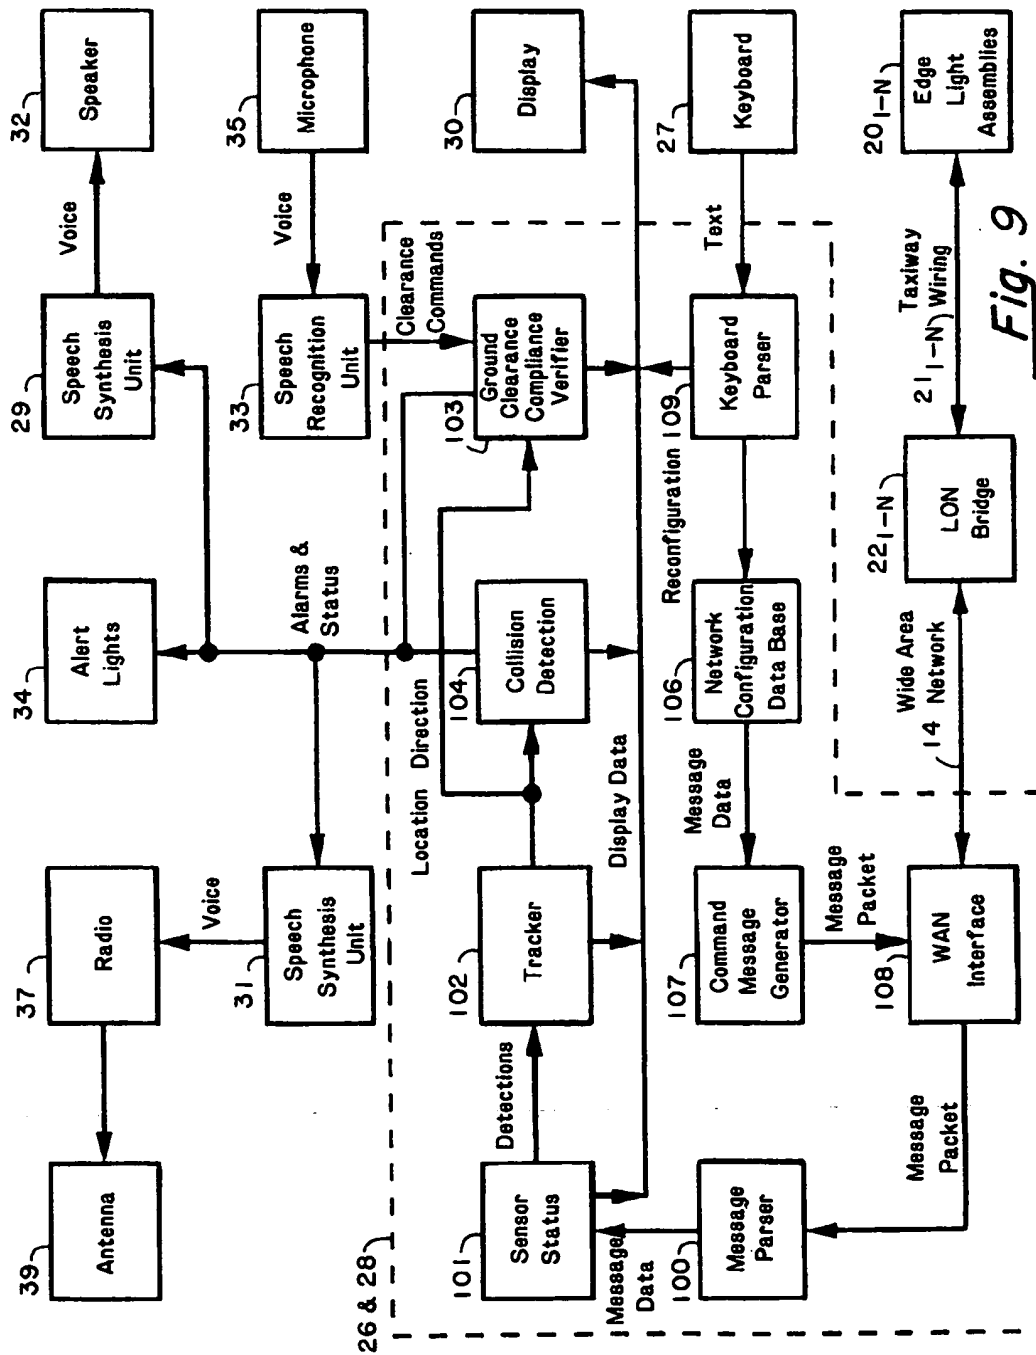 39
Antenna
37
Radio
34
Alert
Lights
29
Speech
Synthesis
Unit
Voice
32
Speaker
31
Speech
Synthesis
Unit
Voice
Alarms &
Status
33
Speech
Recognition
Unit
Voice
35
Microphone
26 & 28
Location
Direction
Clearance
Commands
101
Sensor
Status
Detections
102
Tracker
104
Collision
Detection
103
Ground
Clearance
Compliance
Verifier
30
Display
Message
Data
Display Data
100
Message
Parser
107
Command
Message
Generator
Message
Data
106
Network
Configuration
Data Base
Reconfiguration
109
Keyboard
Parser
Text
27
Keyboard
Message
Packet
Message
Packet
108
WAN
Interface
Wide Area
Network
14
22 1-N
LON
Bridge
Taxiway
Wiring
21 1-N
20 1-N
Edge
Light
Assemblies
Fig. 9